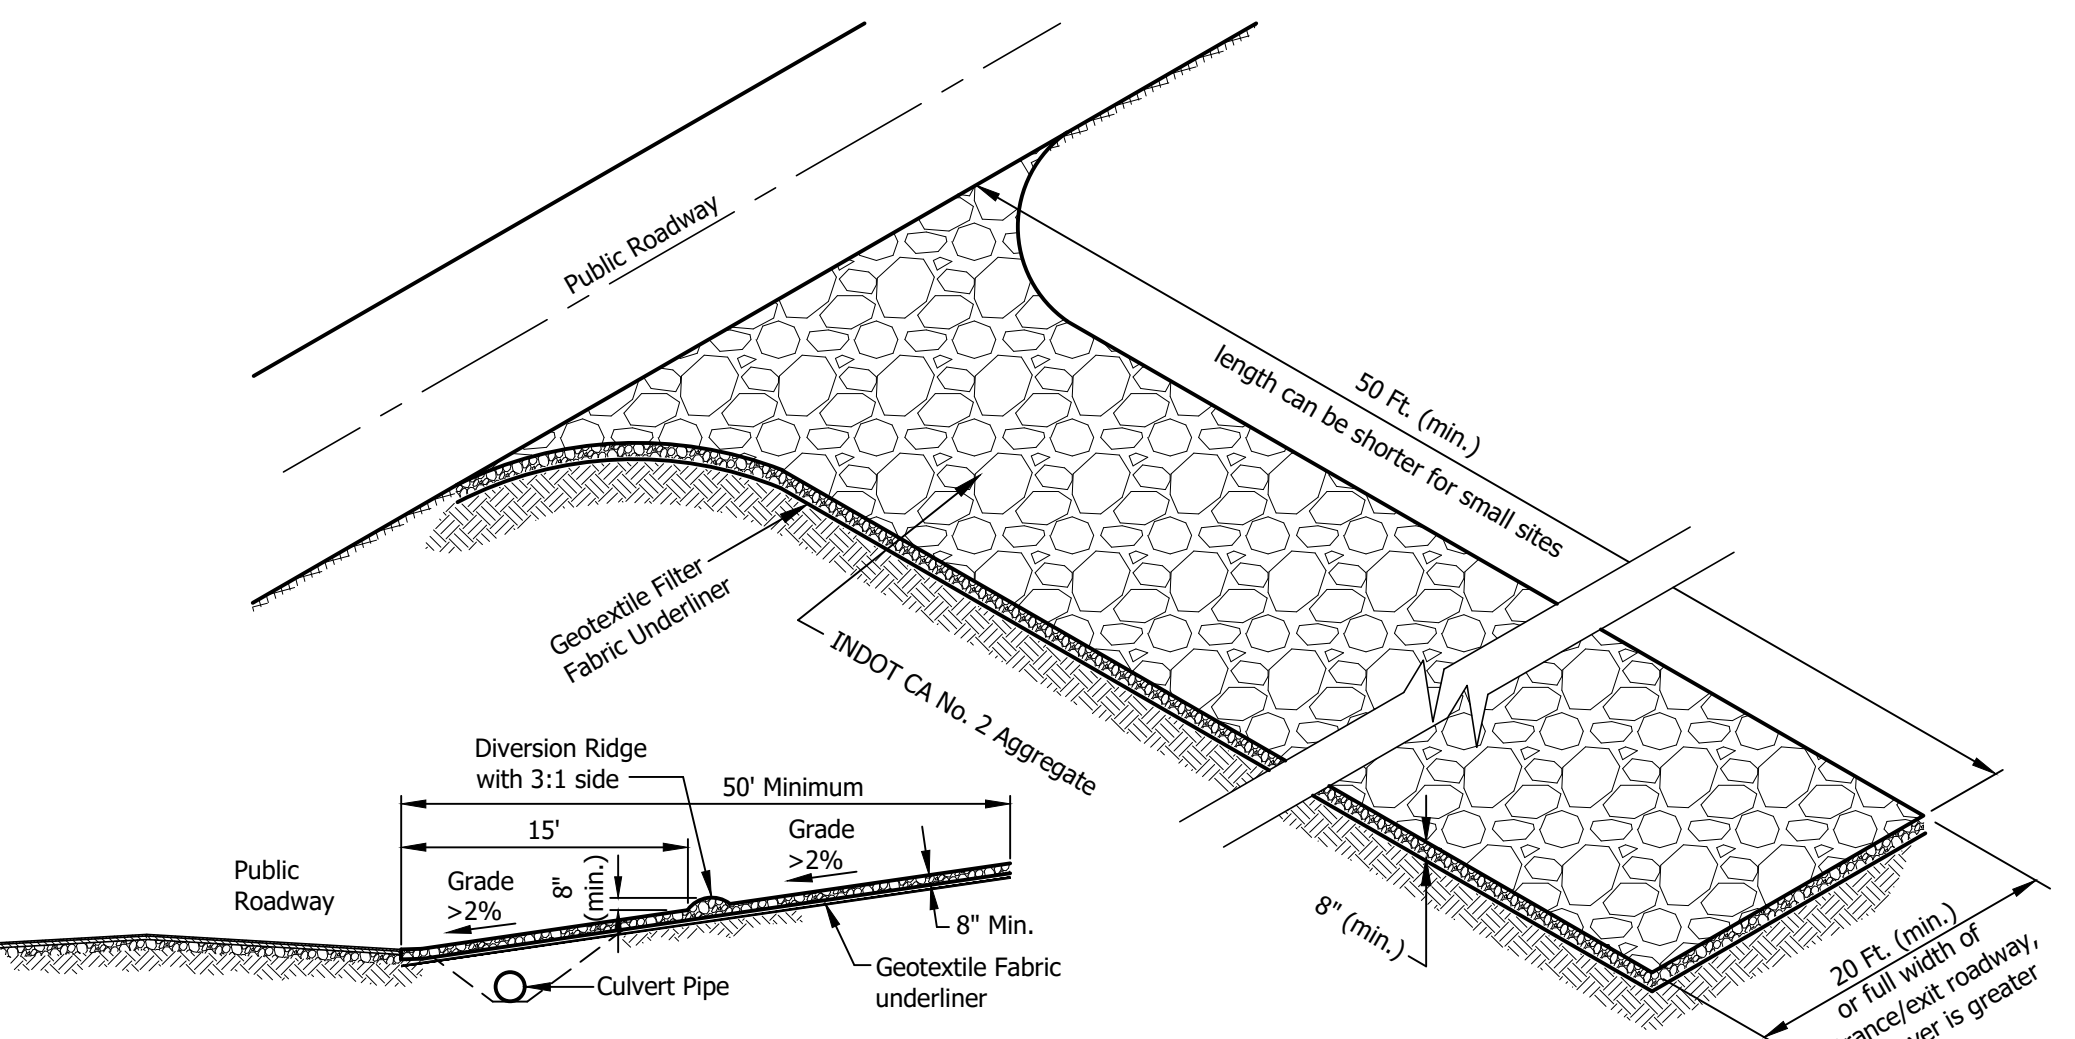 Public Roadway
50 Ft. (min.)
length can be shorter for small sites
Geotextile Filter
Fabric Underliner
INDOT CA No. 2 Aggregate
8" (min.)
20 Ft. (min.)
or full width of
rance/exit roadway,
ver is greater
Diversion Ridge
with 3:1 side
50' Minimum
15'
Grade
>2%
Public
Roadway
Grade
>2%
8"
(min.)
8" Min.
Geotextile Fabric
underliner
Culvert Pipe